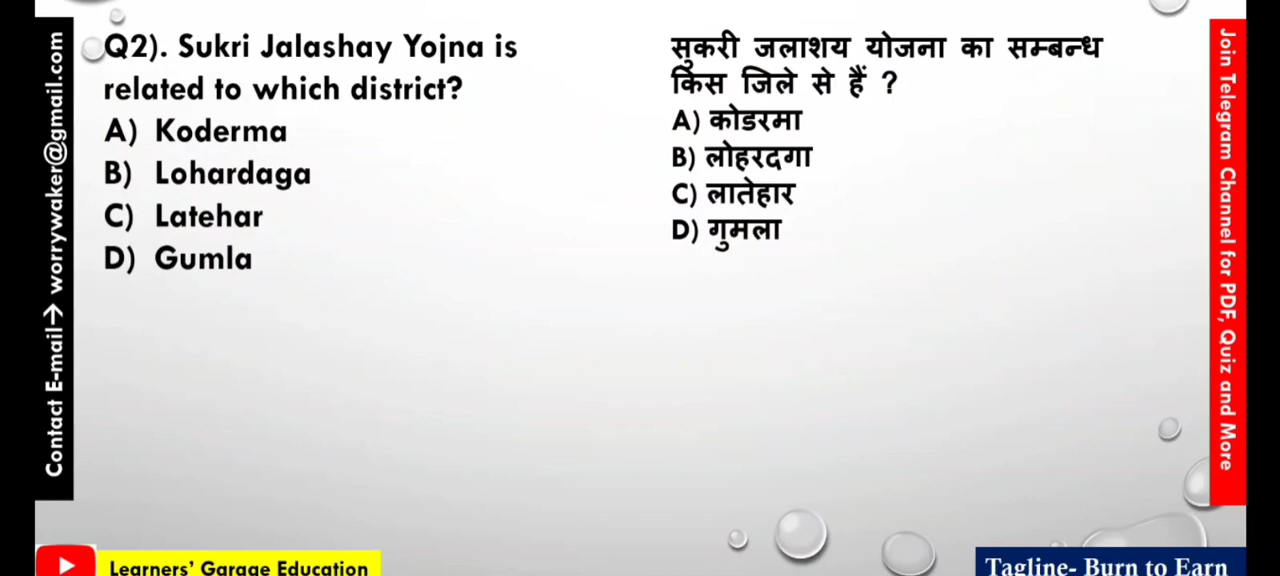 Contact E-mail→ worrywaker@gmail.com
Q2). Sukri Jalashay Yojna is
related to which district?
A) Koderma
B) Lohardaga
C) Latehar
D) Gumla
सुकरी जलाशय योजना का सम्बन्ध
किस जिले से हैं ?
A) कोडरमा
B) लोहरदगा
C) लातेहार
D) गुमला
Join Telegram Channel for PDF, Quiz and More
Learners' Garage Education
Tagline- Burn to Earn